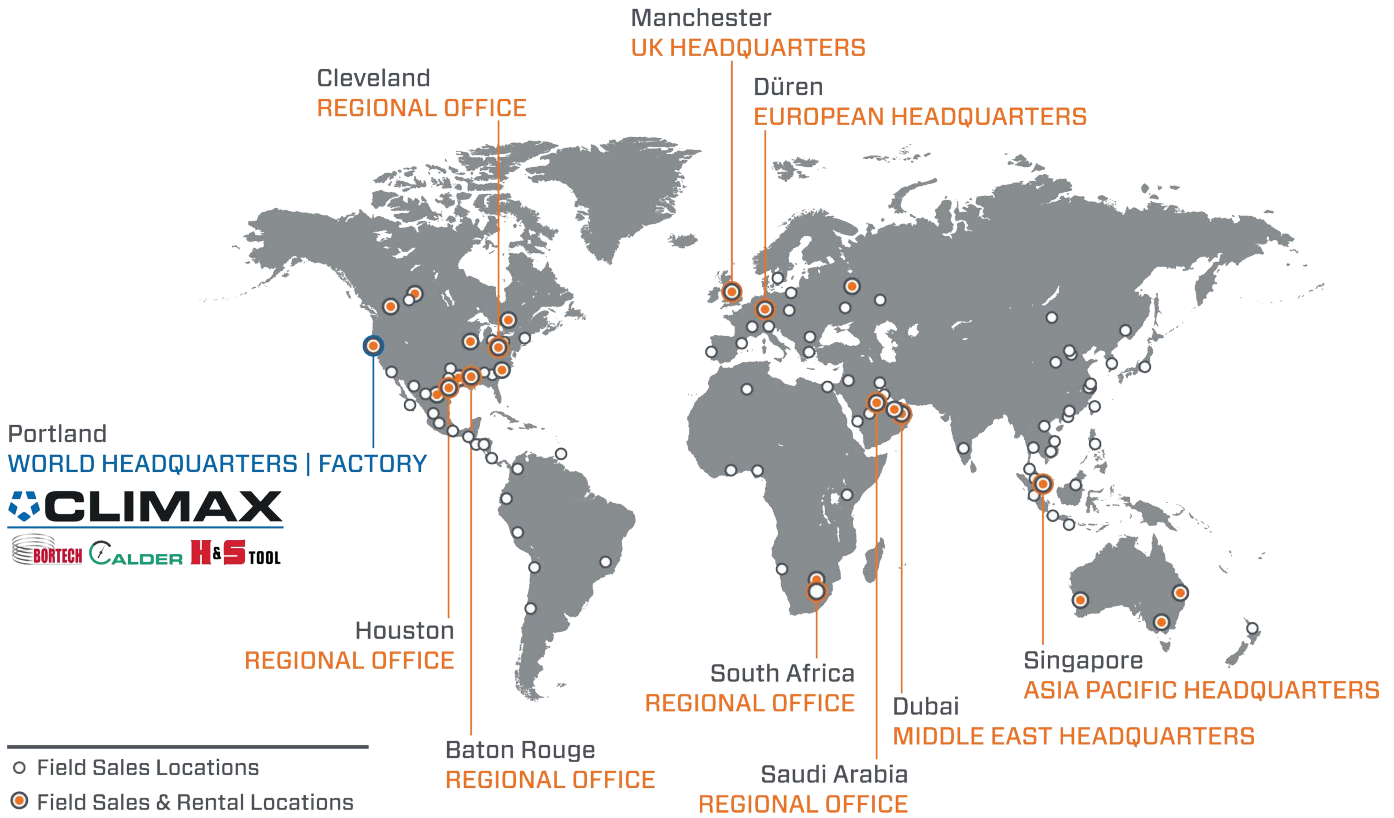 Manchester
UK HEADQUARTERS
Cleveland
REGIONAL OFFICE
Düren
EUROPEAN HEADQUARTERS
Portland
WORLD HEADQUARTERS | FACTORY
CLIMAX
BORTECH CALDER H&S TOOL
Houston
REGIONAL OFFICE
South Africa
REGIONAL OFFICE
Singapore
ASIA PACIFIC HEADQUARTERS
Dubai
MIDDLE EAST HEADQUARTERS
Baton Rouge
REGIONAL OFFICE
Saudi Arabia
REGIONAL OFFICE
Field Sales Locations
Field Sales & Rental Locations